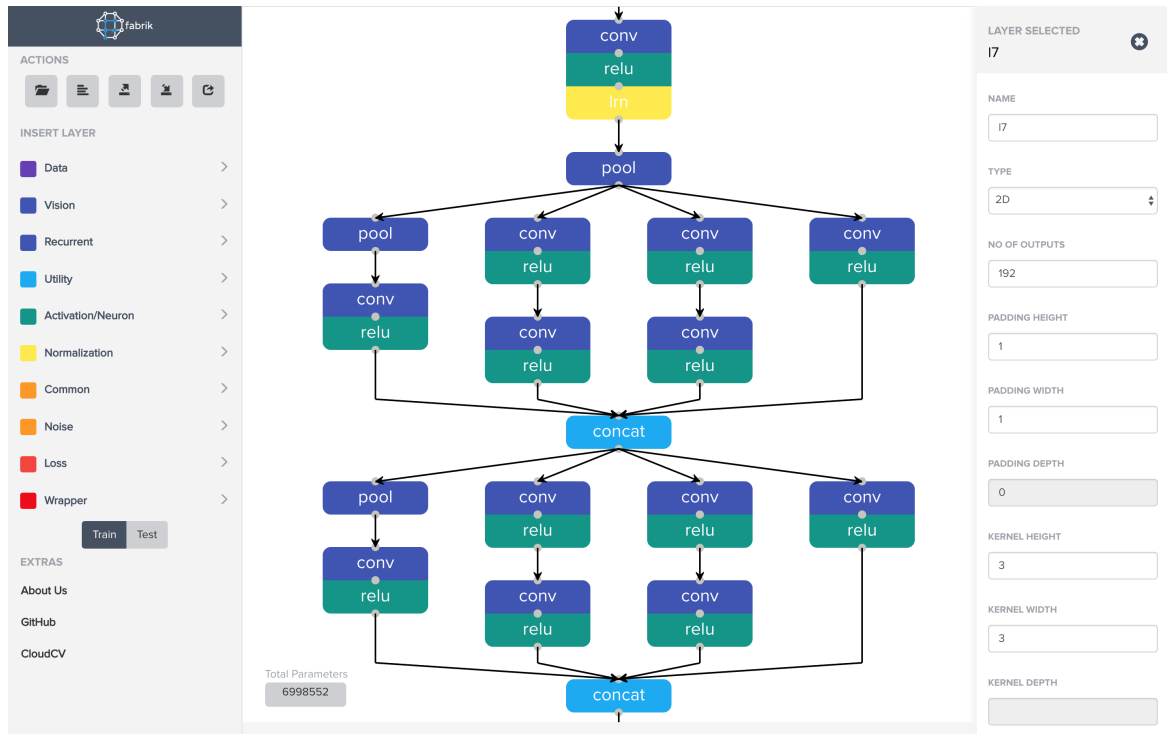 fabrik
ACTIONS
INSERT LAYER
Data
Vision
Recurrent
Utility
Activation/Neuron
Normalization
Common
Noise
Loss
Wrapper
Train Test
EXTRAS
About Us
GitHub
CloudCV
conv
relu
lrn
pool
pool conv conv conv
relu relu relu
conv
relu
conv conv
relu relu
concat
pool conv conv conv
relu relu relu
conv
relu
conv conv
relu relu
concat
Total Parameters
6998552
LAYER SELECTED
l7
NAME
l7
TYPE
2D
NO OF OUTPUTS
192
PADDING HEIGHT
1
PADDING WIDTH
1
PADDING DEPTH
0
KERNEL HEIGHT
3
KERNEL WIDTH
3
KERNEL DEPTH